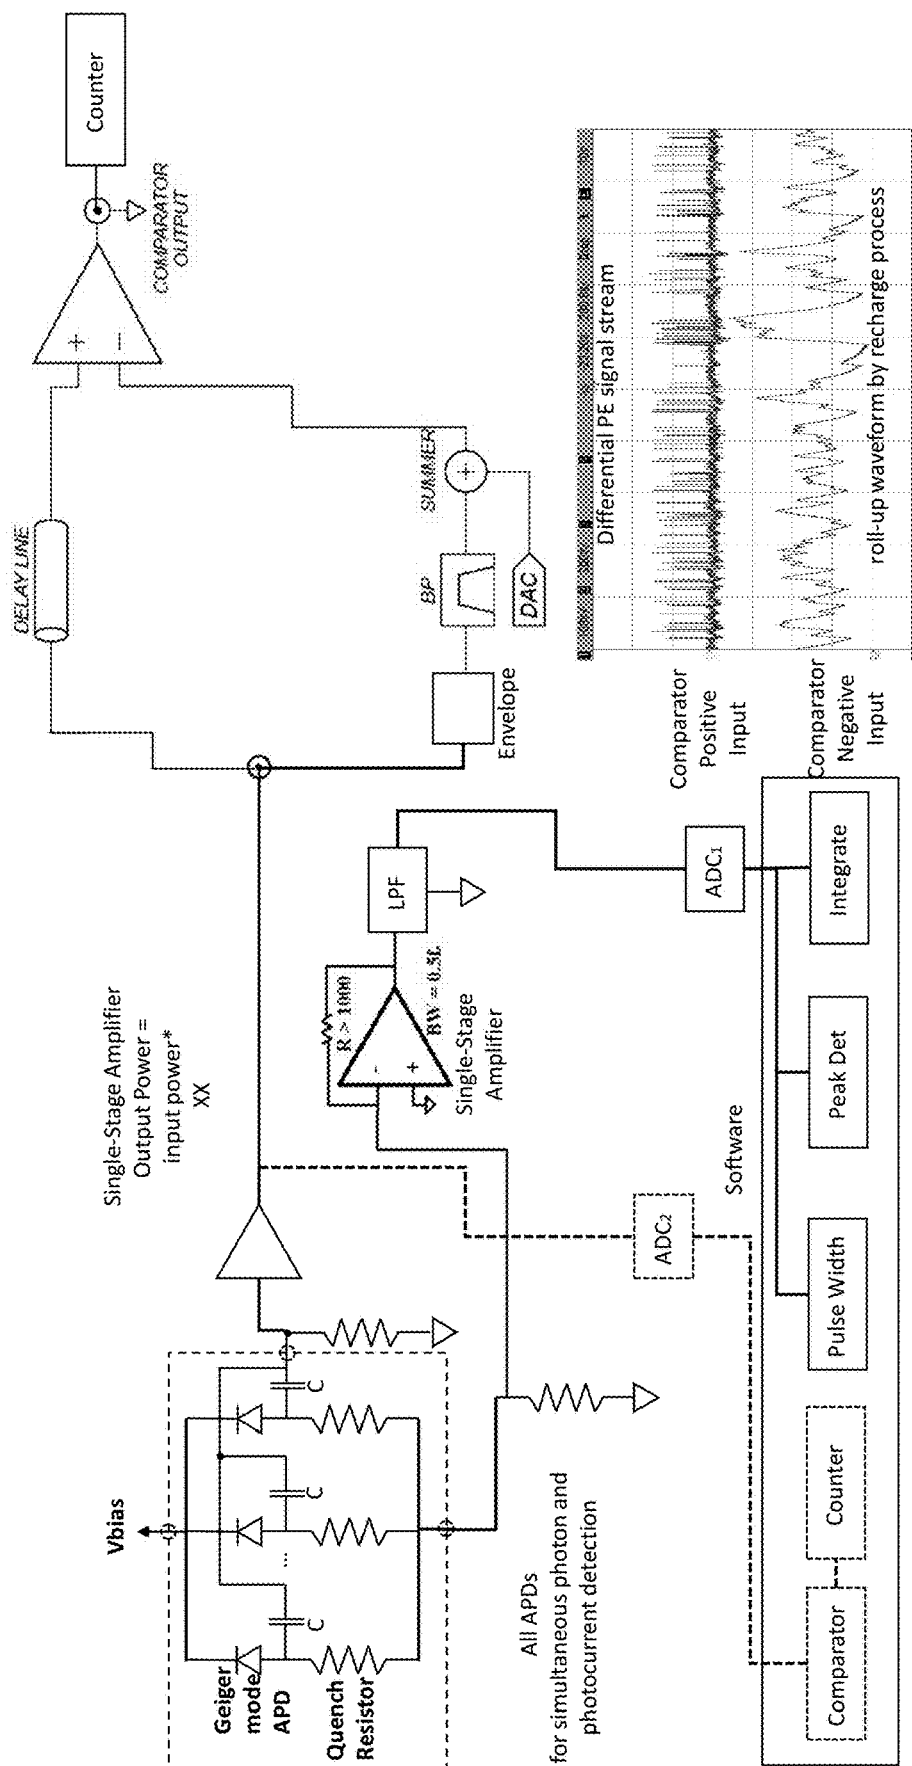 Vbias
Geiger
mode
APD
Quench
Resistor
C
C
C
...
All APDs
for simultaneous photon and
photocurrent detection
Single-Stage Amplifier
Output Power =
input power*
XX
R > 1000
-
+
BW = 0.5L
Single-Stage
Amplifier
LPF
ADC1
ADC2
Software
Comparator
Counter
Pulse Width
Peak Det
Integrate
DELAY LINE
Envelope
BP
DAC
SUMMER
+
+
−
COMPARATOR
OUTPUT
Counter
Comparator
Positive
Input
Comparator
Negative
Input
Differential PE signal stream
roll-up waveform by recharge process